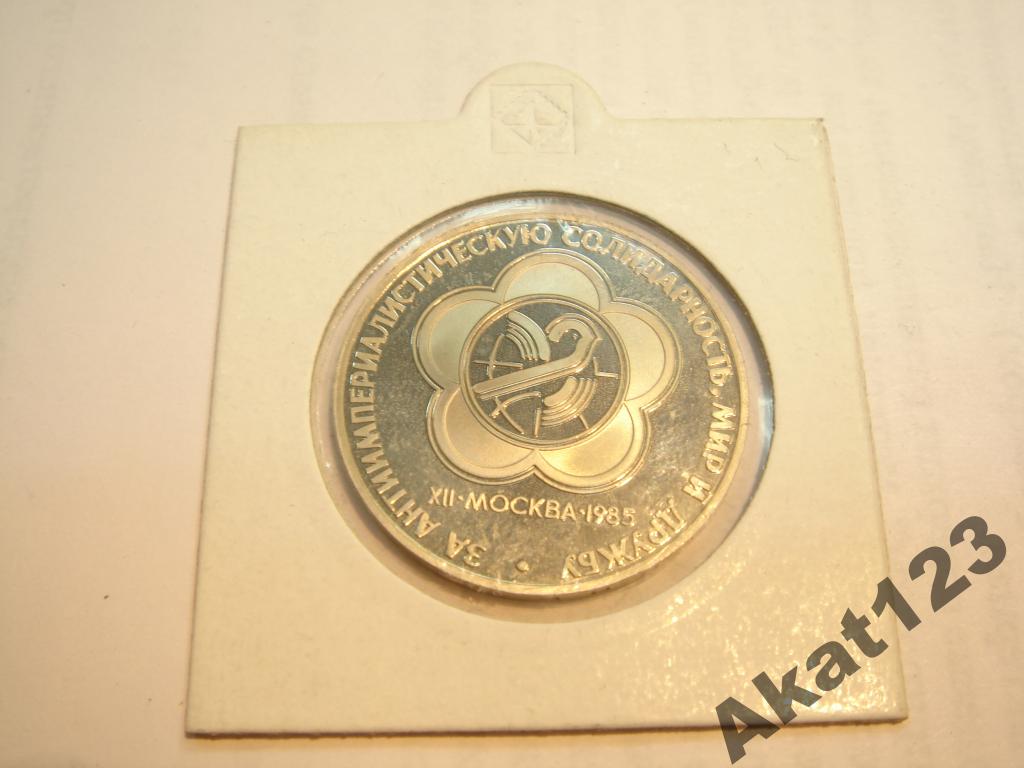 ЗА АНТИИМПЕРИАЛИСТИЧЕСКУЮ СОЛИДАРНОСТЬ, МИР И ДРУЖБУ •
XII•МОСКВА•1985
Akat123